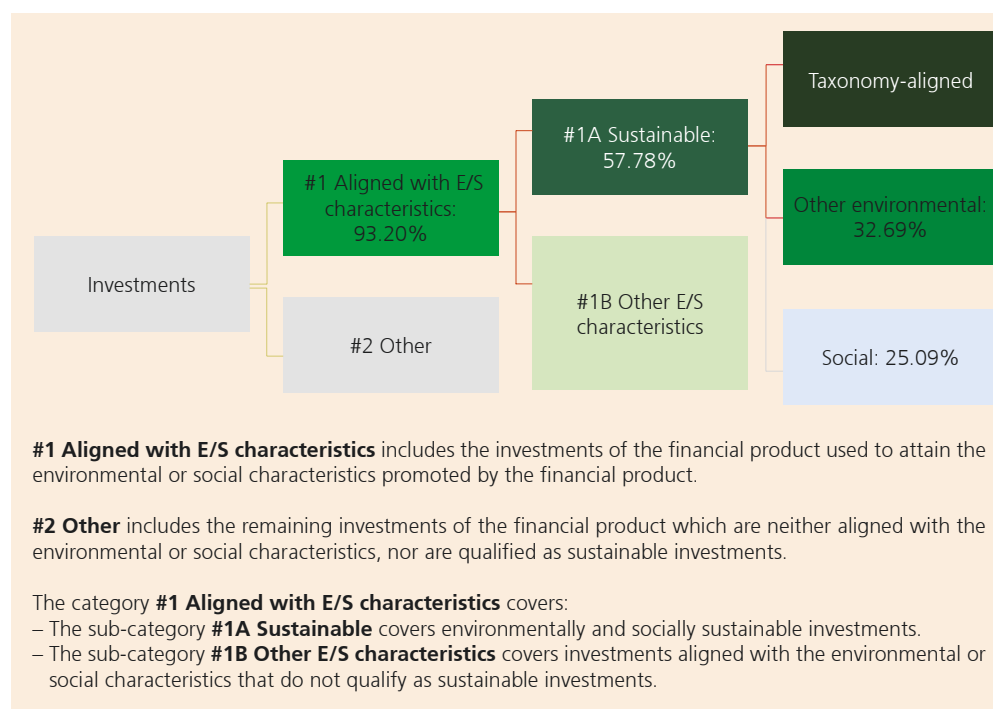 Taxonomy-aligned
#1A Sustainable:
57.78%
#1 Aligned with E/S
characteristics:
93.20%
Other environmental:
32.69%
Investments
#1B Other E/S
characteristics
#2 Other
Social: 25.09%
#1 Aligned with E/S characteristics includes the investments of the financial product used to attain the
environmental or social characteristics promoted by the financial product.
#2 Other includes the remaining investments of the financial product which are neither aligned with the
environmental or social characteristics, nor are qualified as sustainable investments.
The category #1 Aligned with E/S characteristics covers:
– The sub-category #1A Sustainable covers environmentally and socially sustainable investments.
– The sub-category #1B Other E/S characteristics covers investments aligned with the environmental or
social characteristics that do not qualify as sustainable investments.